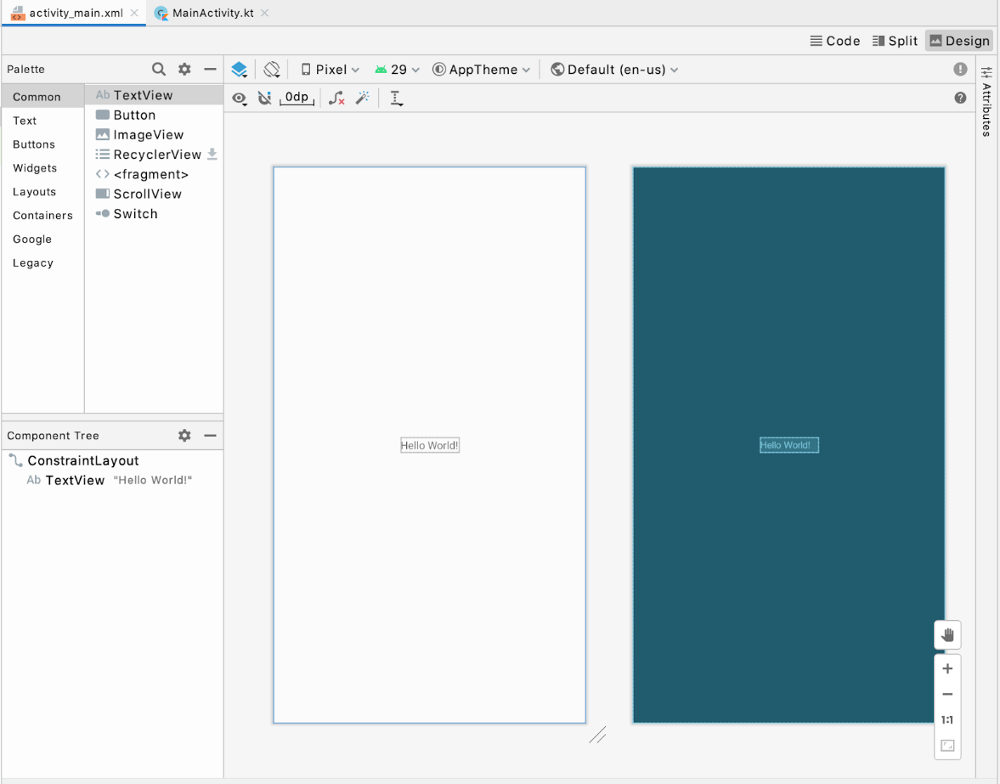 activity_main.xml MainActivity.kt
Code Split Design
Palette Pixel 29 AppTheme Default (en-us)
0dp
Attributes
Common
Text
Buttons
Widgets
Layouts
Containers
Google
Legacy
Ab TextView
Button
ImageView
RecyclerView
<fragment>
ScrollView
Switch
Hello World!
Hello World!
Component Tree
ConstraintLayout
Ab TextView "Hello World!"
1:1